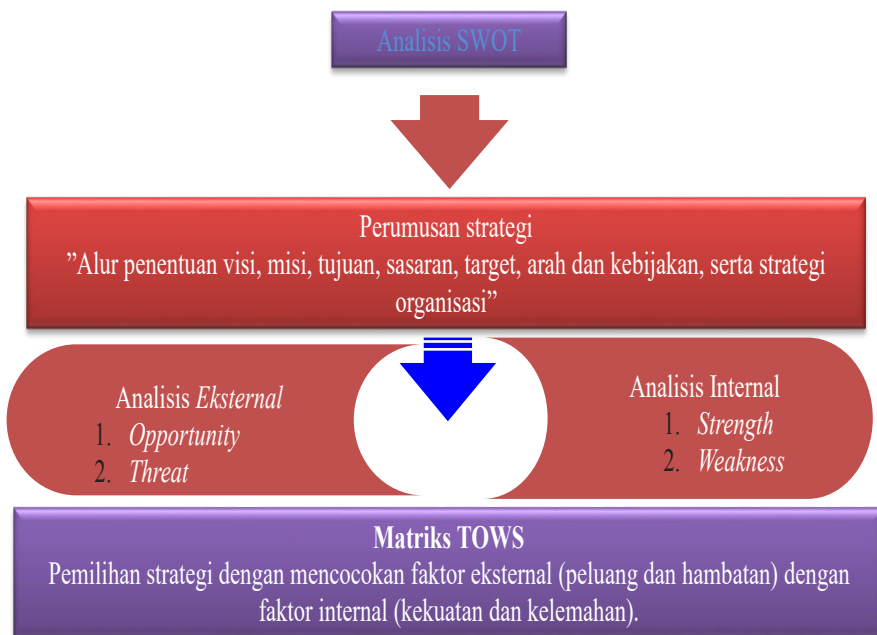 Analisis SWOT
Perumusan strategi
”Alur penentuan visi, misi, tujuan, sasaran, target, arah dan kebijakan, serta strategi
organisasi”
Analisis Eksternal
1. Opportunity
2. Threat
Analisis Internal
1. Strength
2. Weakness
Matriks TOWS
Pemilihan strategi dengan mencocokan faktor eksternal (peluang dan hambatan) dengan
faktor internal (kekuatan dan kelemahan).